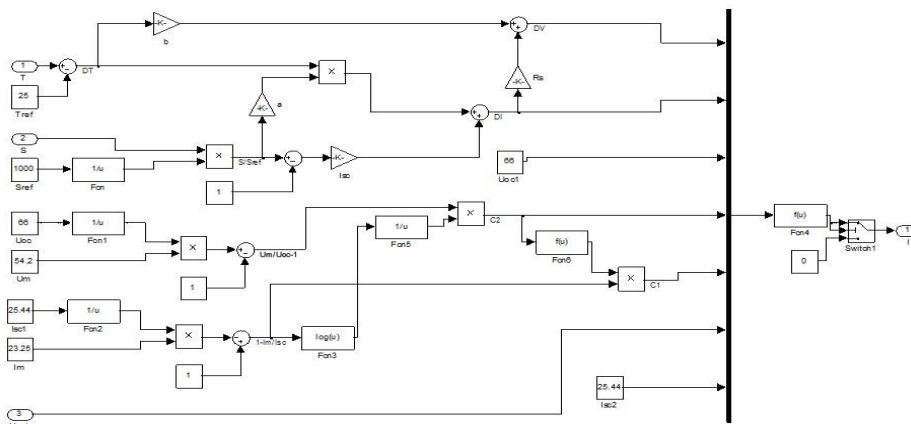 -K-
b
DV
1
T
DT
25
Tref
×
-K-
Rs
-K-
a
DI
2
S
1000
Sref
1/u
Fcn
×
S/Sref
1
-K-
Isc
66
Uoc1
66
Uoc
1/u
Fcn1
54.2
Um
×
1
Um/Uoc-1
1/u
Fcn5
×
C2
f(u)
Fcn6
×
C1
f(u)
Fcn4
0
Switch1
1
I
25.44
Isc1
1/u
Fcn2
23.25
Im
×
1
1-Im/Isc
log(u)
Fcn3
25.44
Isc2
3